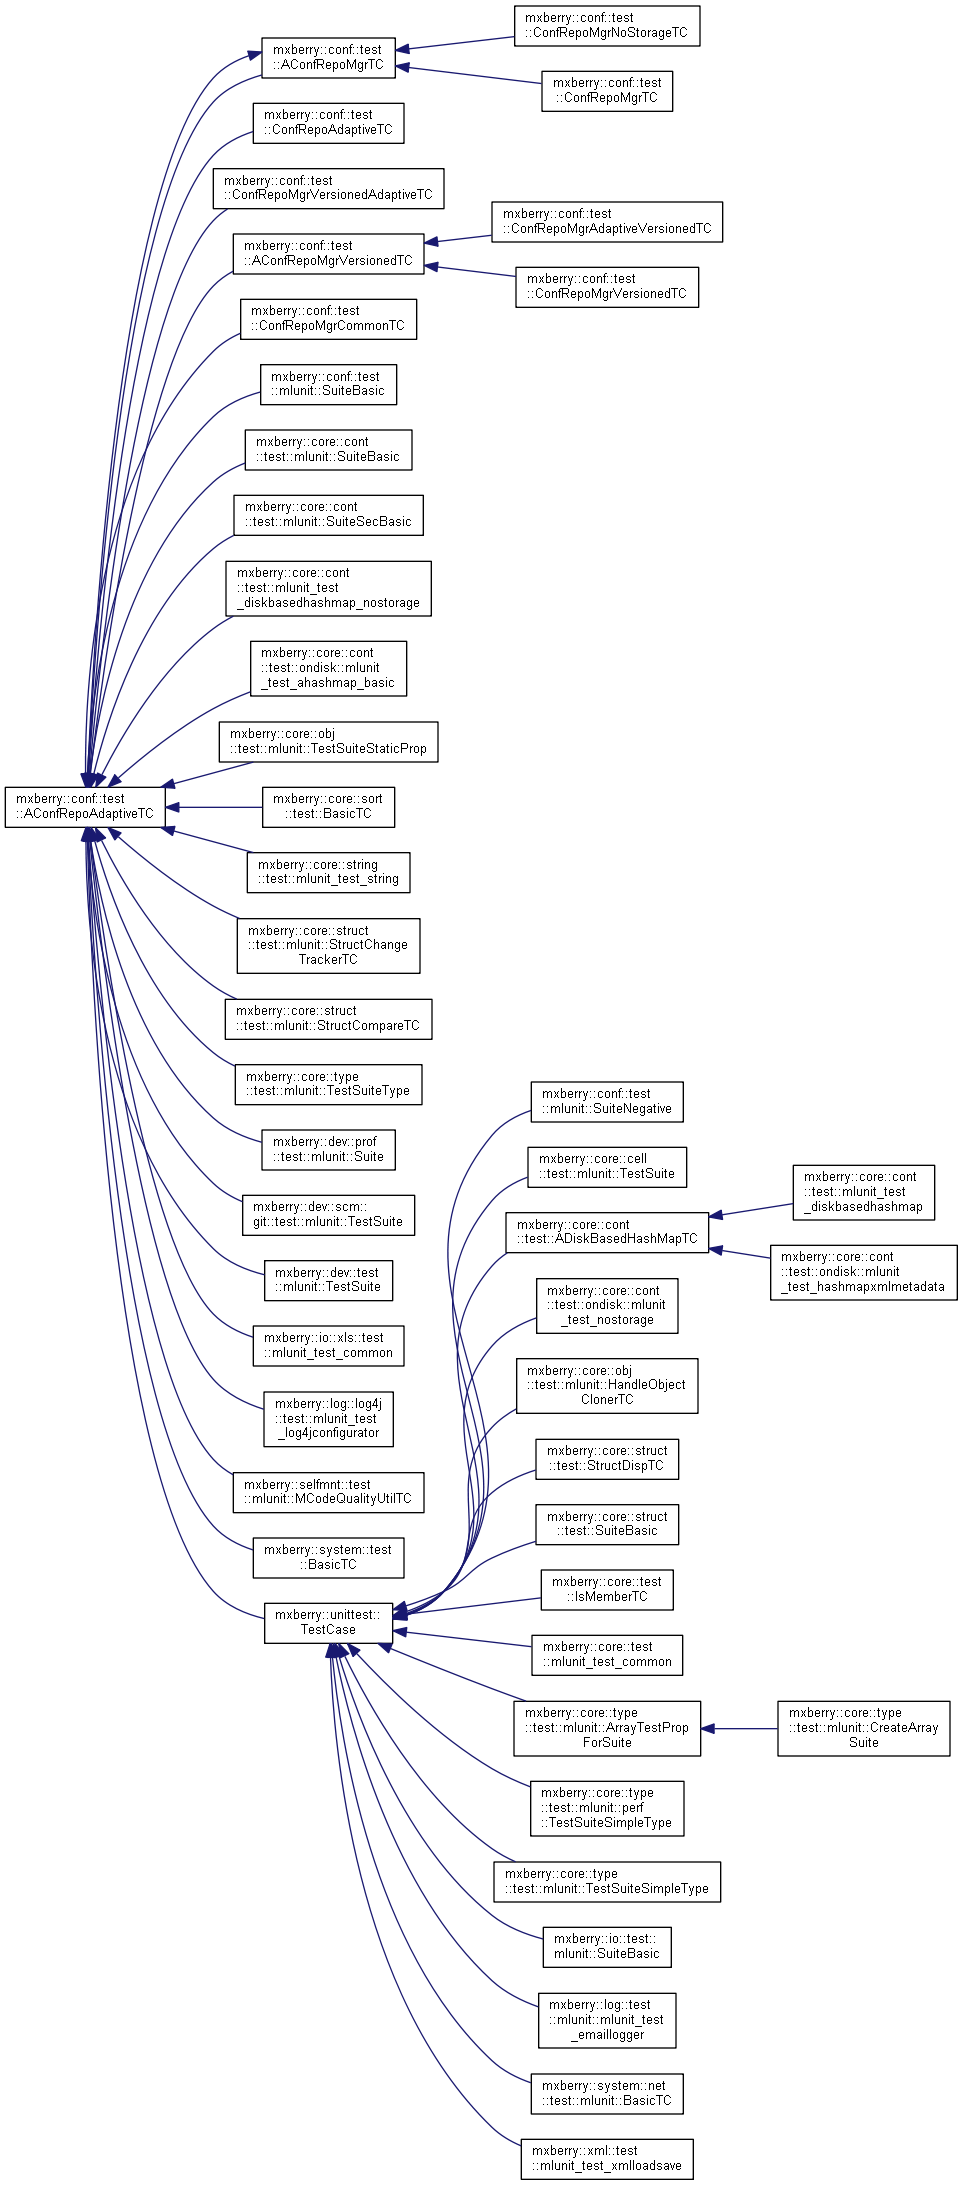 mxberry::conf::test
::ConfRepoMgrNoStorageTC
mxberry::conf::test
::AConfRepoMgrTC
mxberry::conf::test
::ConfRepoMgrTC
mxberry::conf::test
::ConfRepoAdaptiveTC
mxberry::conf::test
::ConfRepoMgrVersionedAdaptiveTC
mxberry::conf::test
::ConfRepoMgrAdaptiveVersionedTC
mxberry::conf::test
::AConfRepoMgrVersionedTC
mxberry::conf::test
::ConfRepoMgrVersionedTC
mxberry::conf::test
::ConfRepoMgrCommonTC
mxberry::conf::test
::mlunit::SuiteBasic
mxberry::core::cont
::test::mlunit::SuiteBasic
mxberry::core::cont
::test::mlunit::SuiteSecBasic
mxberry::core::cont
::test::mlunit_test
_diskbasedhashmap_nostorage
mxberry::core::cont
::test::ondisk::mlunit
_test_ahashmap_basic
mxberry::core::obj
::test::mlunit::TestSuiteStaticProp
mxberry::conf::test
::AConfRepoAdaptiveTC
mxberry::core::sort
::test::BasicTC
mxberry::core::string
::test::mlunit_test_string
mxberry::core::struct
::test::mlunit::StructChange
TrackerTC
mxberry::core::struct
::test::mlunit::StructCompareTC
mxberry::core::type
::test::mlunit::TestSuiteType
mxberry::dev::prof
::test::mlunit::Suite
mxberry::dev::scm::
git::test::mlunit::TestSuite
mxberry::dev::test
::mlunit::TestSuite
mxberry::io::xls::test
::mlunit_test_common
mxberry::log::log4j
::test::mlunit_test
_log4jconfigurator
mxberry::selfmnt::test
::mlunit::MCodeQualityUtilTC
mxberry::system::test
::BasicTC
mxberry::unittest::
TestCase
mxberry::conf::test
::mlunit::SuiteNegative
mxberry::core::cell
::test::mlunit::TestSuite
mxberry::core::cont
::test::ADiskBasedHashMapTC
mxberry::core::cont
::test::mlunit_test
_diskbasedhashmap
mxberry::core::cont
::test::ondisk::mlunit
_test_hashmapxmlmetadata
mxberry::core::cont
::test::ondisk::mlunit
_test_nostorage
mxberry::core::obj
::test::mlunit::HandleObject
ClonerTC
mxberry::core::struct
::test::StructDispTC
mxberry::core::struct
::test::SuiteBasic
mxberry::core::test
::IsMemberTC
mxberry::core::test
::mlunit_test_common
mxberry::core::type
::test::mlunit::ArrayTestProp
ForSuite
mxberry::core::type
::test::mlunit::CreateArray
Suite
mxberry::core::type
::test::mlunit::perf
::TestSuiteSimpleType
mxberry::core::type
::test::mlunit::TestSuiteSimpleType
mxberry::io::test::
mlunit::SuiteBasic
mxberry::log::test
::mlunit::mlunit_test
_emaillogger
mxberry::system::net
::test::mlunit::BasicTC
mxberry::xml::test
::mlunit_test_xmlloadsave